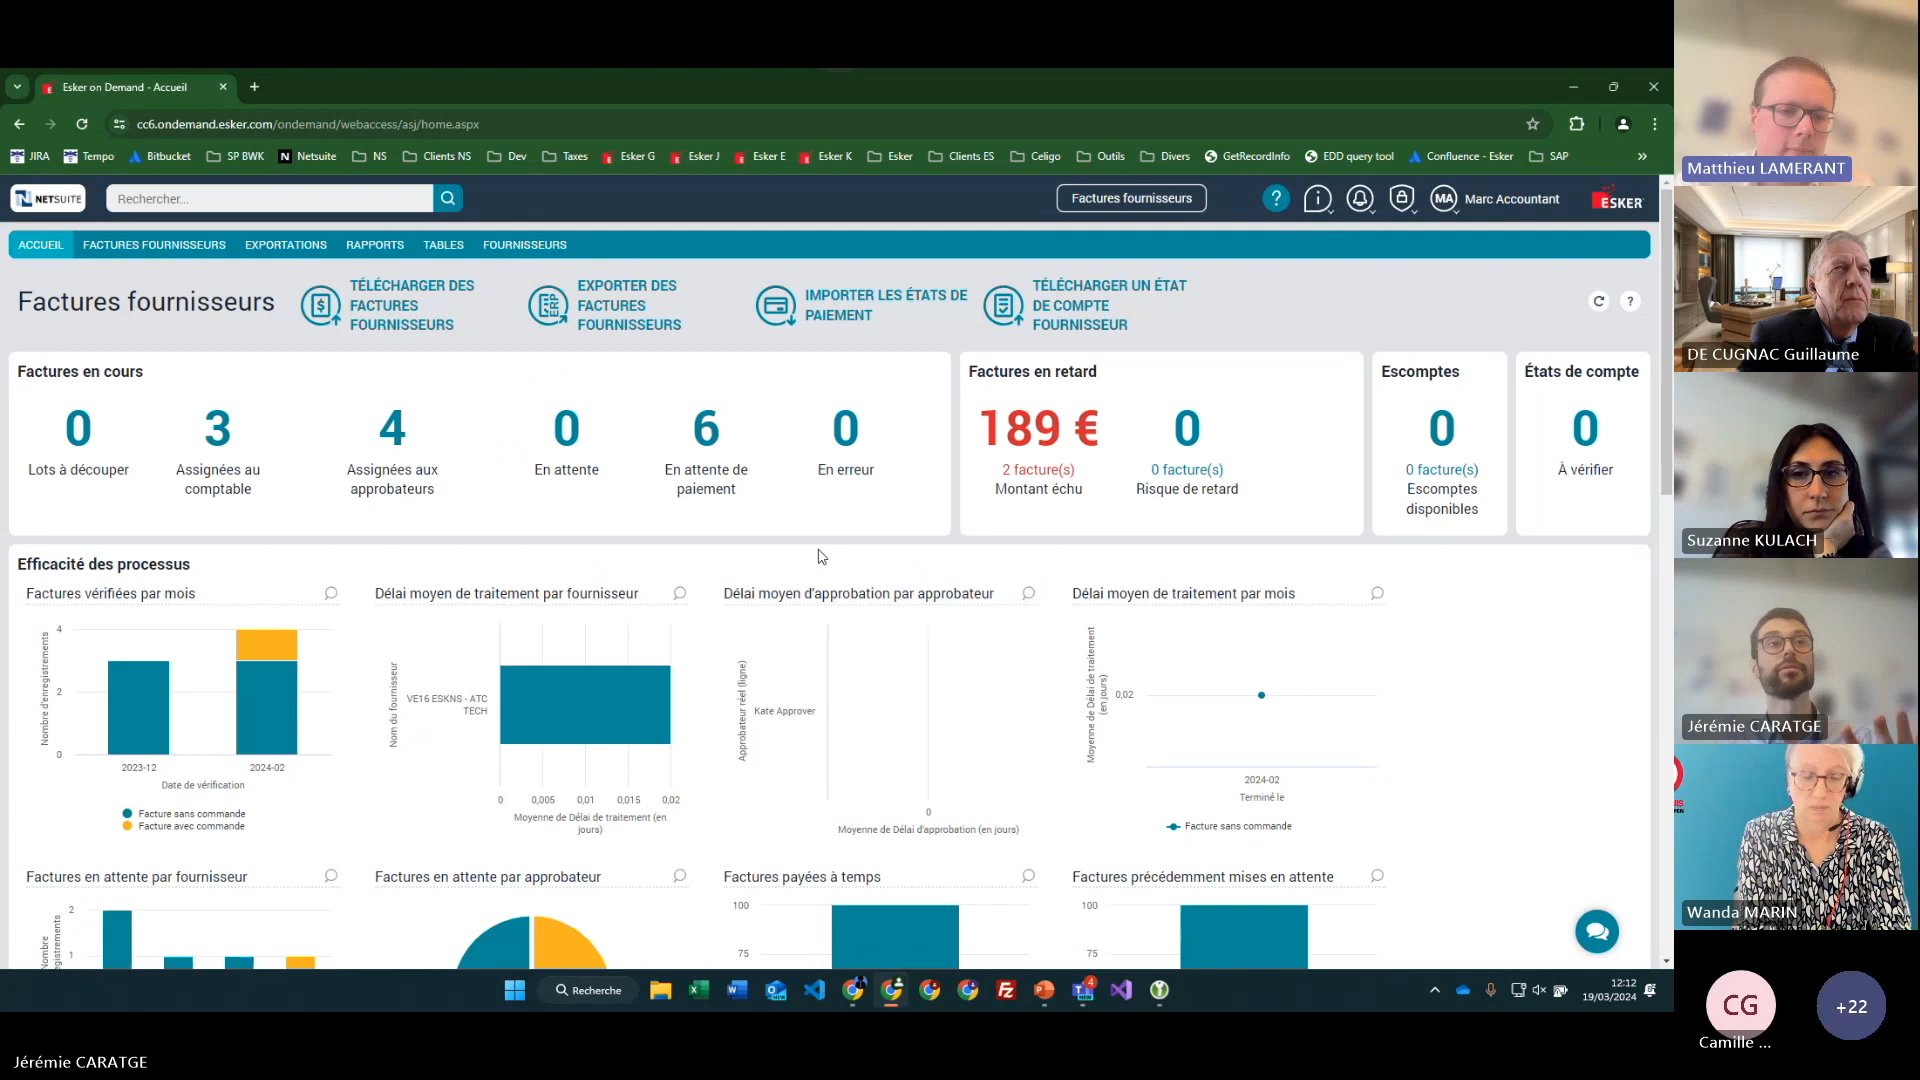 Esker on Demand - Accueil
cc6.ondemand.esker.com/ondemand/webaccess/asj/home.aspx
JIRA Tempo Bitbucket SP BWK Netsuite NS Clients NS Dev Taxes Esker G Esker J Esker E Esker K Esker Clients ES Celigo Outils Divers GetRecordInfo EDD query tool Confluence - Esker SAP
NETSUITE Rechercher... Factures fournisseurs ? MA Marc Accountant ESKER
ACCUEIL FACTURES FOURNISSEURS EXPORTATIONS RAPPORTS TABLES FOURNISSEURS
Factures fournisseurs
TÉLÉCHARGER DES
FACTURES
FOURNISSEURS
EXPORTER DES
FACTURES
FOURNISSEURS
IMPORTER LES ÉTATS DE
PAIEMENT
TÉLÉCHARGER UN ÉTAT
DE COMPTE
FOURNISSEUR
?
Factures en cours
0
Lots à découper
3
Assignées au
comptable
4
Assignées aux
approbateurs
0
En attente
6
En attente de
paiement
0
En erreur
Factures en retard
189 €
2 facture(s)
Montant échu
0
0 facture(s)
Risque de retard
Escomptes
0
0 facture(s)
Escomptes
disponibles
États de compte
0
À vérifier
Efficacité des processus
Factures vérifiées par mois
Nombre d'enregistrements
4
2
0
2023-12 2024-02
Date de vérification
Facture sans commande
Facture avec commande
Délai moyen de traitement par fournisseur
Nom du fournisseur
VE16 ESKNS - ATC
TECH
0 0,005 0,01 0,015 0,02
Moyenne de Délai de traitement (en
jours)
Délai moyen d'approbation par approbateur
Approbateur réel (ligne)
Kate Approver
0
Moyenne de Délai d'approbation (en jours)
Délai moyen de traitement par mois
Moyenne de Délai de traitement
(en jours)
0,02
2024-02
Terminé le
Facture sans commande
Factures en attente par fournisseur
2
1
Nombre
Factures en attente par approbateur
Factures payées à temps
100
75
Factures précédemment mises en attente
100
75
Recherche
4
12:12
19/03/2024
Matthieu LAMERANT
DE CUGNAC Guillaume
Suzanne KULACH
Jérémie CARATGE
Wanda MARIN
CG
Camille ...
+22
Jérémie CARATGE